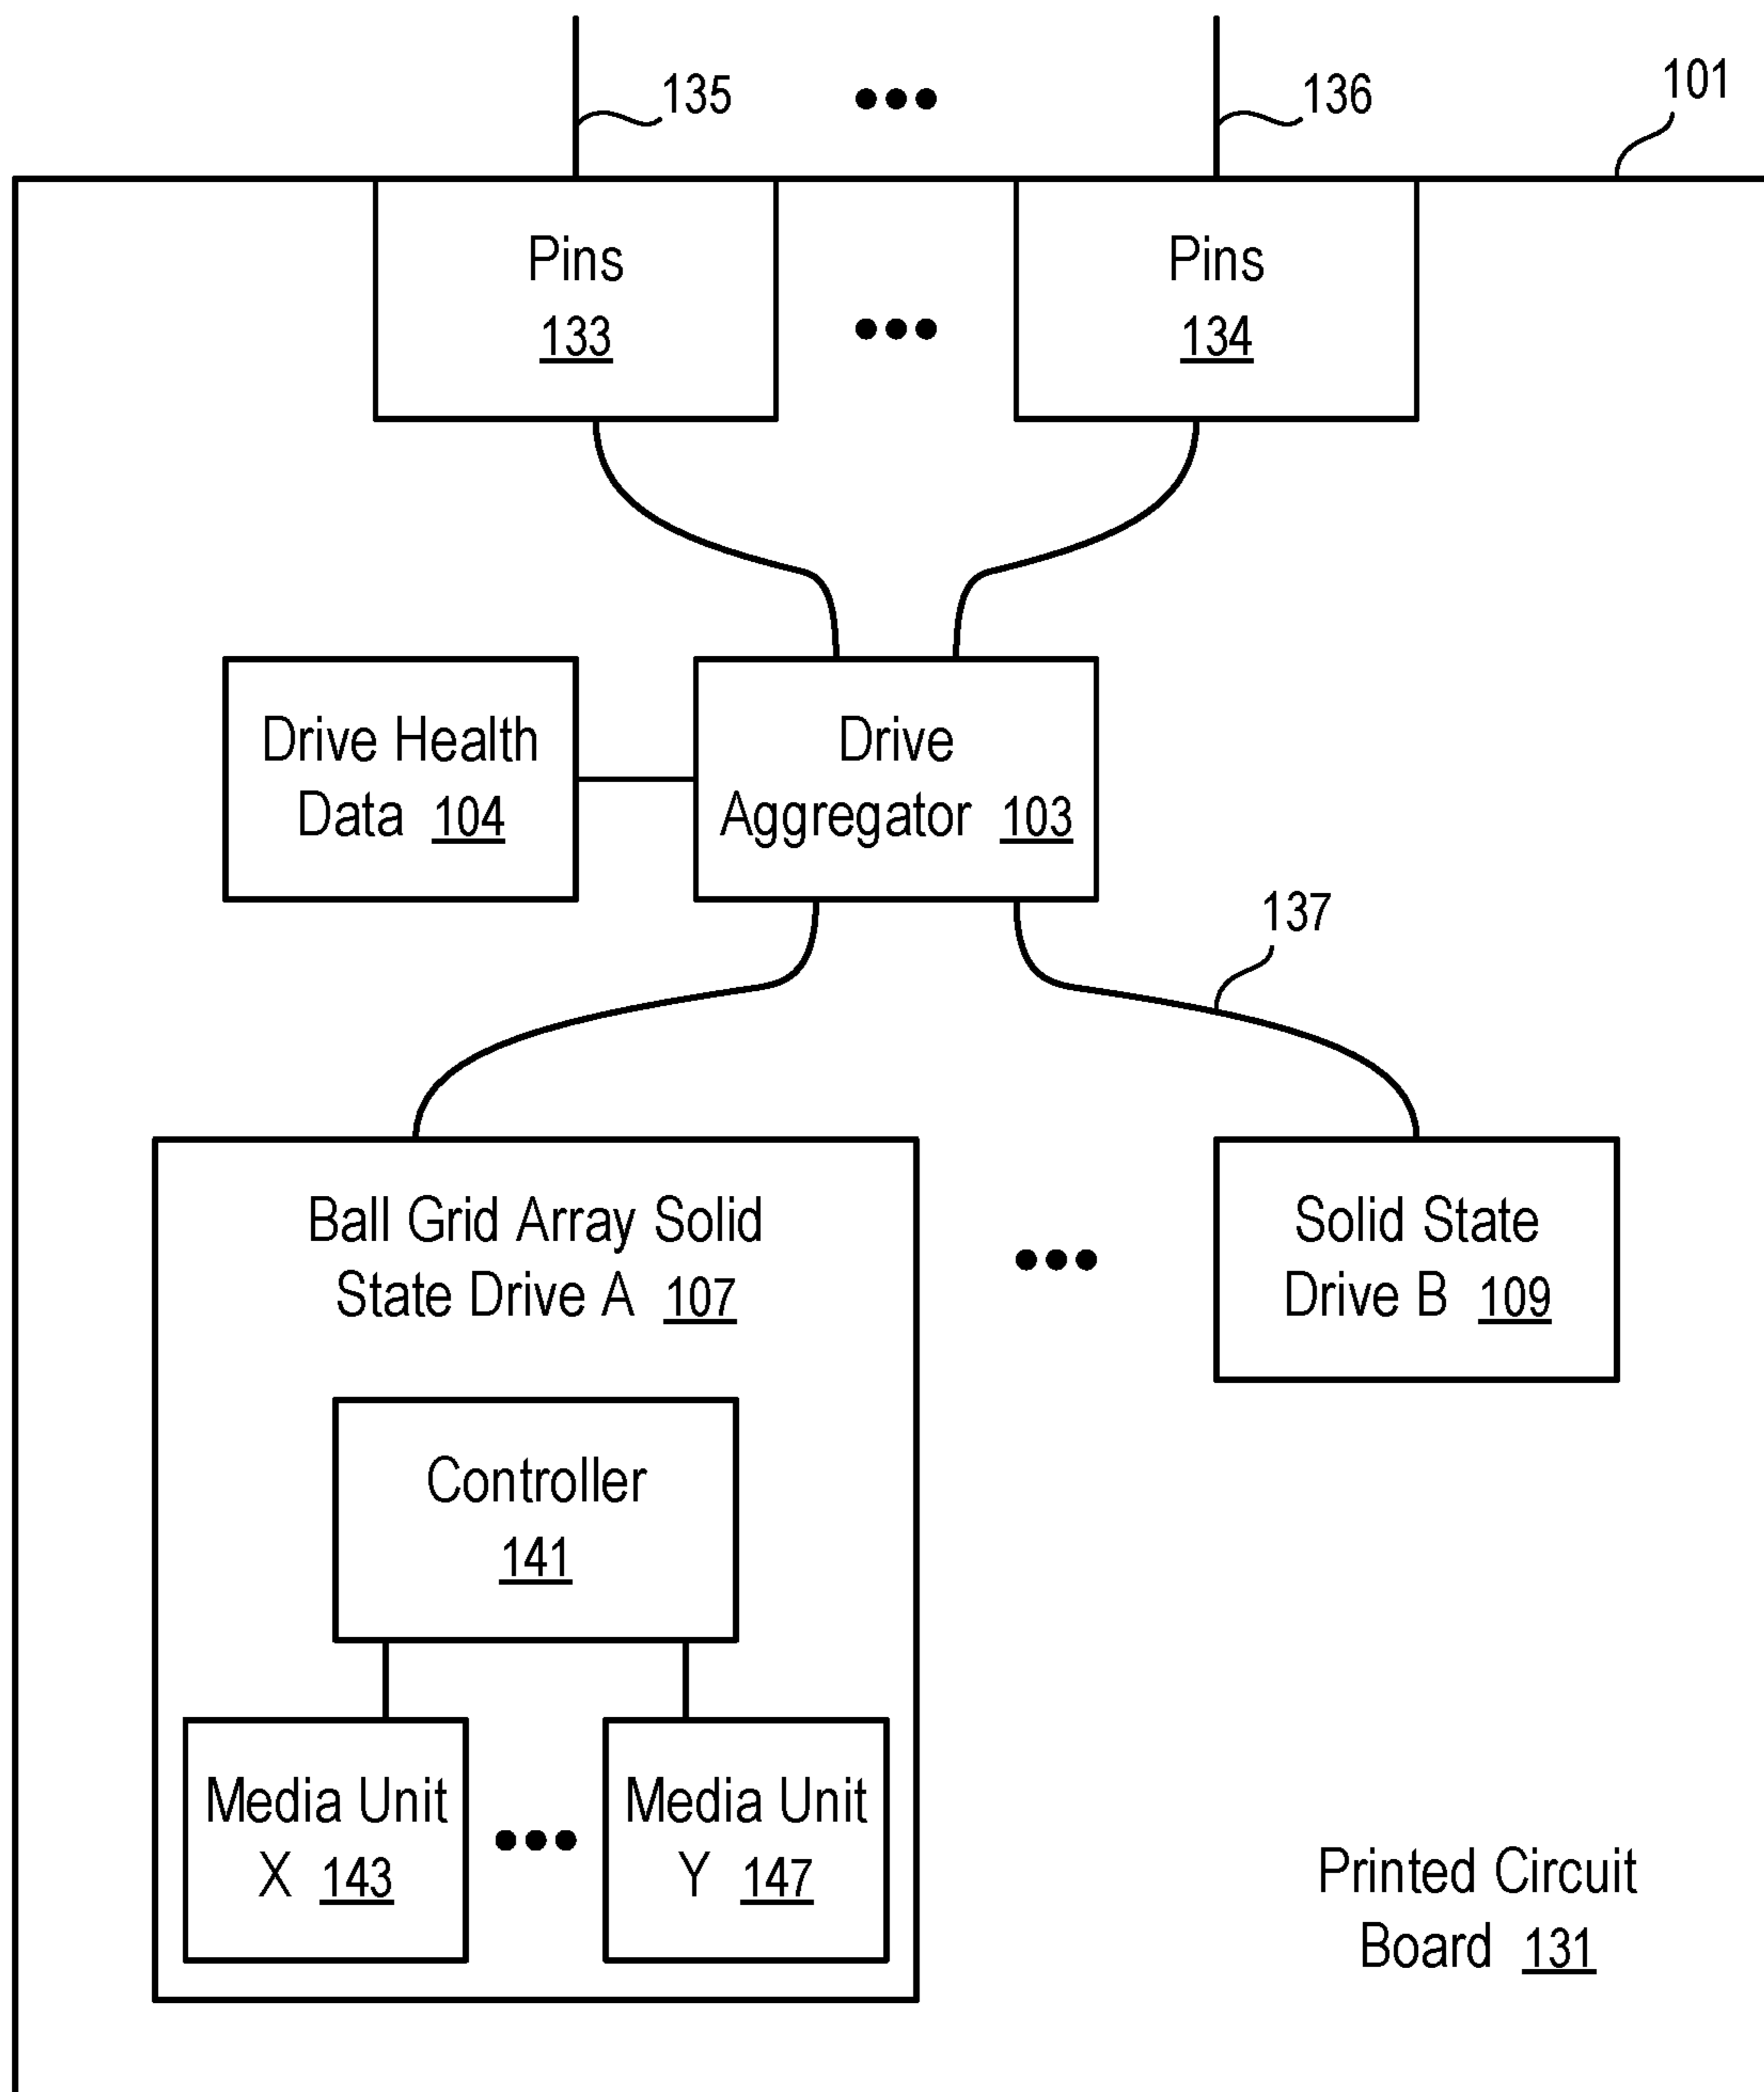 135
136
101
Pins
133
Pins
134
Drive Health
Data 104
Drive
Aggregator 103
137
Ball Grid Array Solid
State Drive A 107
Solid State
Drive B 109
Controller
141
Media Unit
X 143
Media Unit
Y 147
Printed Circuit
Board 131